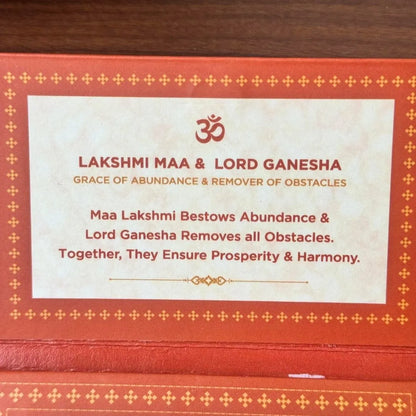 ॐ
LAKSHMI MAA & LORD GANESHA
GRACE OF ABUNDANCE & REMOVER OF OBSTACLES
Maa Lakshmi Bestows Abundance &
Lord Ganesha Removes all Obstacles.
Together, They Ensure Prosperity & Harmony.